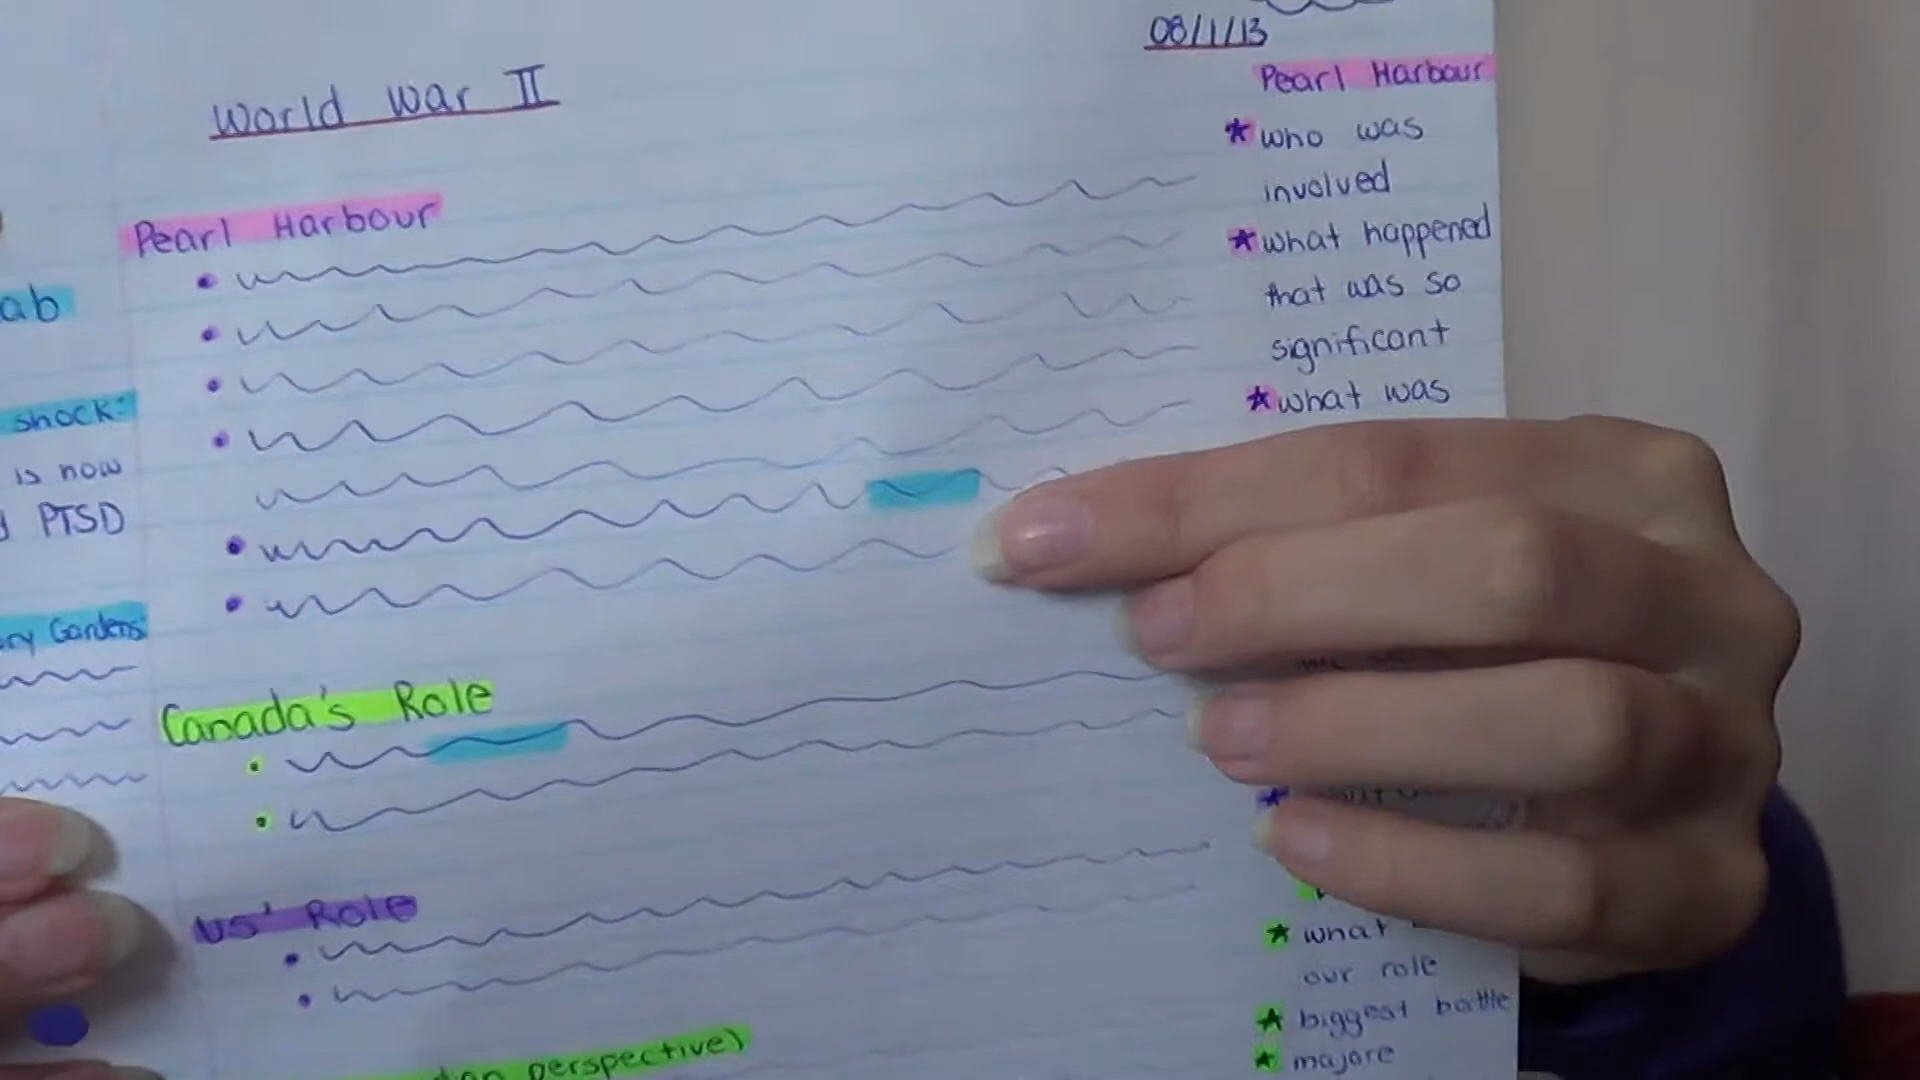 08/1/13
World War II
Pearl Harbour
ab
shock:
is now
PTSD
Gardens:
Canada's Role
US' Role
perspective)
Pearl Harbour
★ who was
involved
★ what happened
that was so
significant
★ what was
★ what
our role
★ biggest battle
★ majore